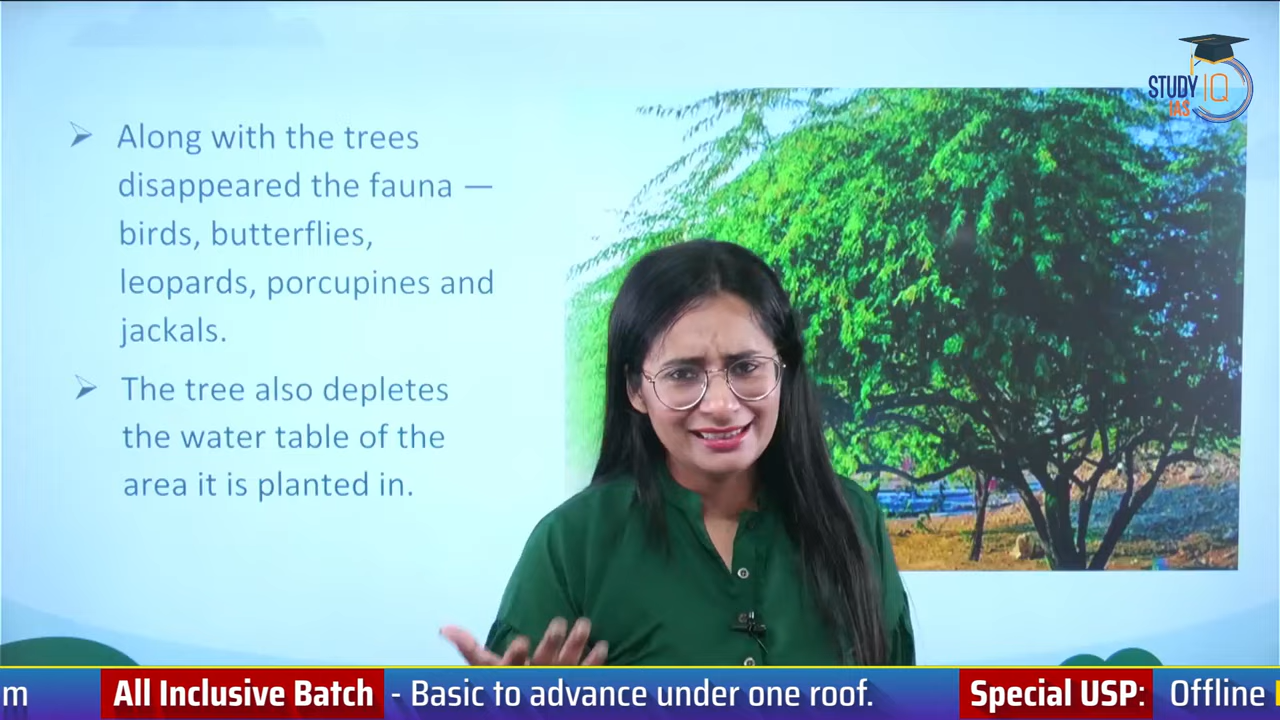 STUDY IQ
IAS
➢ Along with the trees
disappeared the fauna —
birds, butterflies,
leopards, porcupines and
jackals.
➢ The tree also depletes
the water table of the
area it is planted in.
m All Inclusive Batch - Basic to advance under one roof. Special USP: Offline